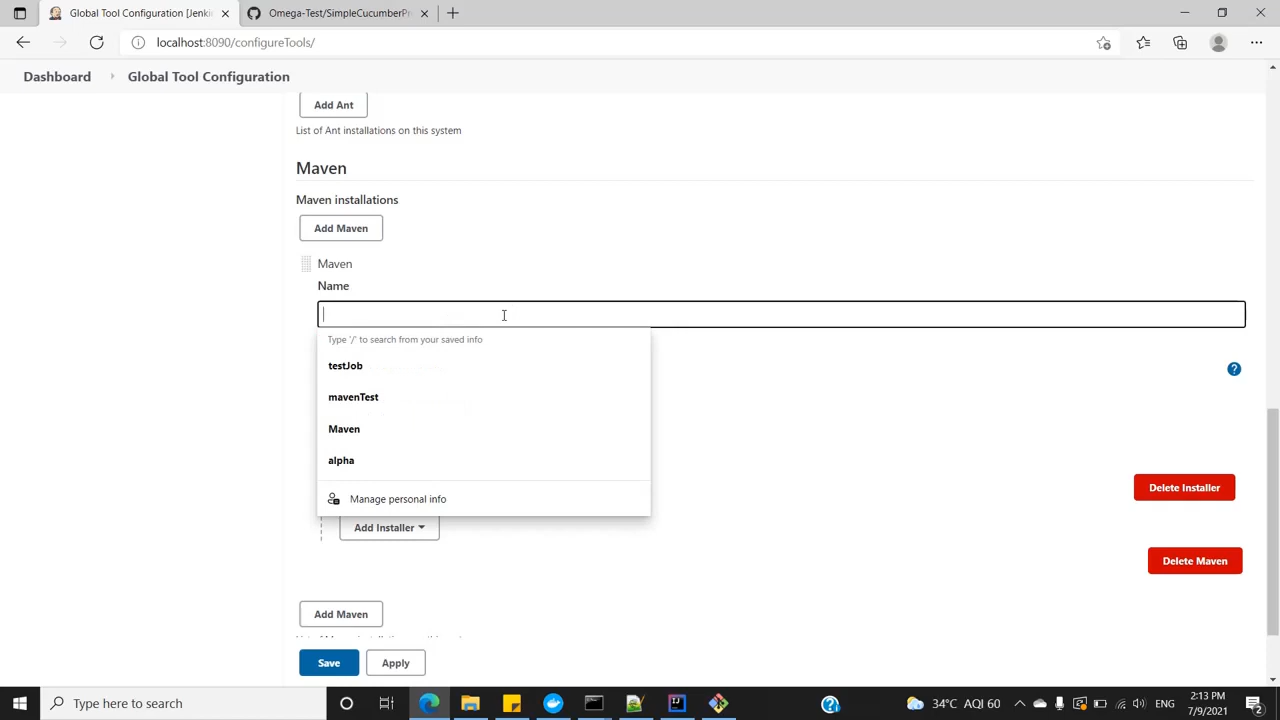 Global Tool Configuration [Jenki
Omega-Test/SimpleCucumberPr
localhost:8090/configureTools/
Dashboard
Global Tool Configuration
Add Ant
List of Ant installations on this system
Maven
Maven installations
Add Maven
Maven
Name
Type '/' to search from your saved info
testJob
mavenTest
Maven
alpha
Manage personal info
?
Delete Installer
Add Installer
Delete Maven
Add Maven
Save
Apply
Type here to search
34°C AQI 60
2:13 PM
7/9/2021
2